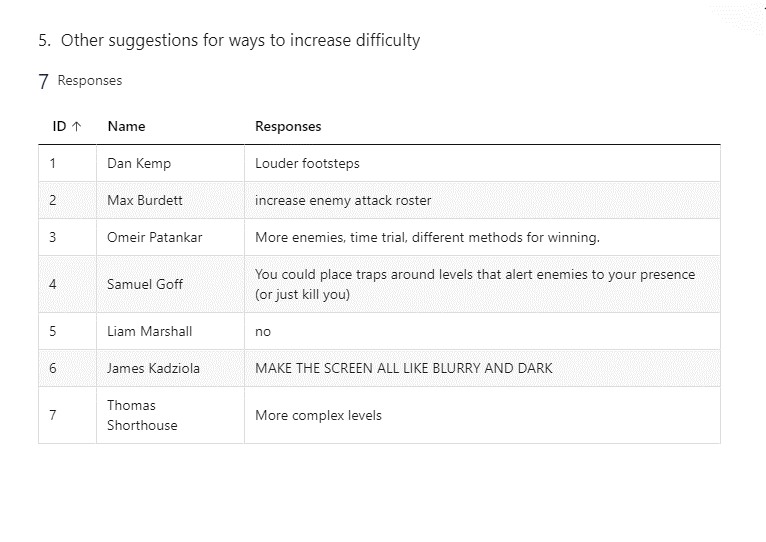 5. Other suggestions for ways to increase difficulty
7 Responses
ID ↑ Name Responses
1 Dan Kemp Louder footsteps
2 Max Burdett increase enemy attack roster
3 Omeir Patankar More enemies, time trial, different methods for winning.
4 Samuel Goff You could place traps around levels that alert enemies to your presence
(or just kill you)
5 Liam Marshall no
6 James Kadziola MAKE THE SCREEN ALL LIKE BLURRY AND DARK
7 Thomas
Shorthouse More complex levels